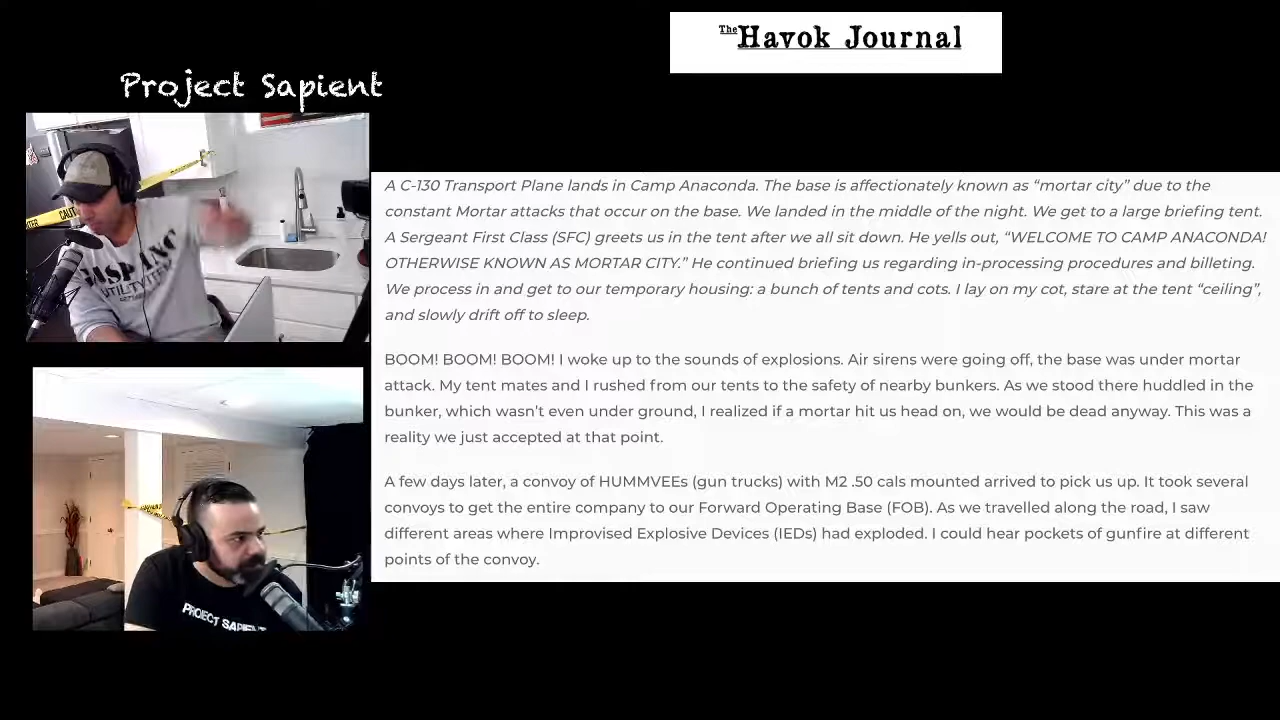 The Havok Journal
Project Sapient
A C-130 Transport Plane lands in Camp Anaconda. The base is affectionately known as “mortar city” due to the
constant Mortar attacks that occur on the base. We landed in the middle of the night. We get to a large briefing tent.
A Sergeant First Class (SFC) greets us in the tent after we all sit down. He yells out, “WELCOME TO CAMP ANACONDA!
OTHERWISE KNOWN AS MORTAR CITY.” He continued briefing us regarding in-processing procedures and billeting.
We process in and get to our temporary housing: a bunch of tents and cots. I lay on my cot, stare at the tent “ceiling”,
and slowly drift off to sleep.
BOOM! BOOM! BOOM! I woke up to the sounds of explosions. Air sirens were going off, the base was under mortar
attack. My tent mates and I rushed from our tents to the safety of nearby bunkers. As we stood there huddled in the
bunker, which wasn’t even under ground, I realized if a mortar hit us head on, we would be dead anyway. This was a
reality we just accepted at that point.
A few days later, a convoy of HUMMVEEs (gun trucks) with M2 .50 cals mounted arrived to pick us up. It took several
convoys to get the entire company to our Forward Operating Base (FOB). As we travelled along the road, I saw
different areas where Improvised Explosive Devices (IEDs) had exploded. I could hear pockets of gunfire at different
points of the convoy.
PROJECT SAPIENT